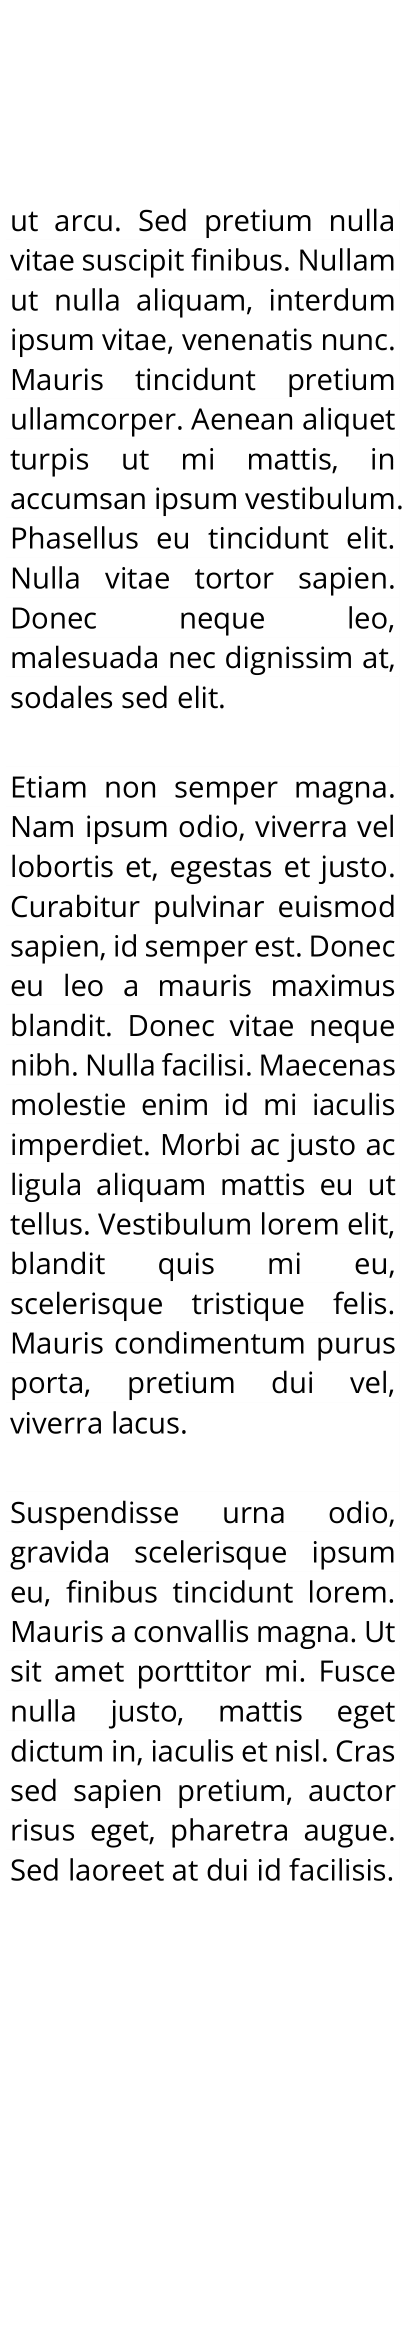 ut arcu. Sed pretium nulla
vitae suscipit finibus. Nullam
ut nulla aliquam, interdum
ipsum vitae, venenatis nunc.
Mauris tincidunt pretium
ullamcorper. Aenean aliquet
turpis ut mi mattis, in
accumsan ipsum vestibulum.
Phasellus eu tincidunt elit.
Nulla vitae tortor sapien.
Donec neque leo,
malesuada nec dignissim at,
sodales sed elit.

Etiam non semper magna.
Nam ipsum odio, viverra vel
lobortis et, egestas et justo.
Curabitur pulvinar euismod
sapien, id semper est. Donec
eu leo a mauris maximus
blandit. Donec vitae neque
nibh. Nulla facilisi. Maecenas
molestie enim id mi iaculis
imperdiet. Morbi ac justo ac
ligula aliquam mattis eu ut
tellus. Vestibulum lorem elit,
blandit quis mi eu,
scelerisque tristique felis.
Mauris condimentum purus
porta, pretium dui vel,
viverra lacus.

Suspendisse urna odio,
gravida scelerisque ipsum
eu, finibus tincidunt lorem.
Mauris a convallis magna. Ut
sit amet porttitor mi. Fusce
nulla justo, mattis eget
dictum in, iaculis et nisl. Cras
sed sapien pretium, auctor
risus eget, pharetra augue.
Sed laoreet at dui id facilisis.